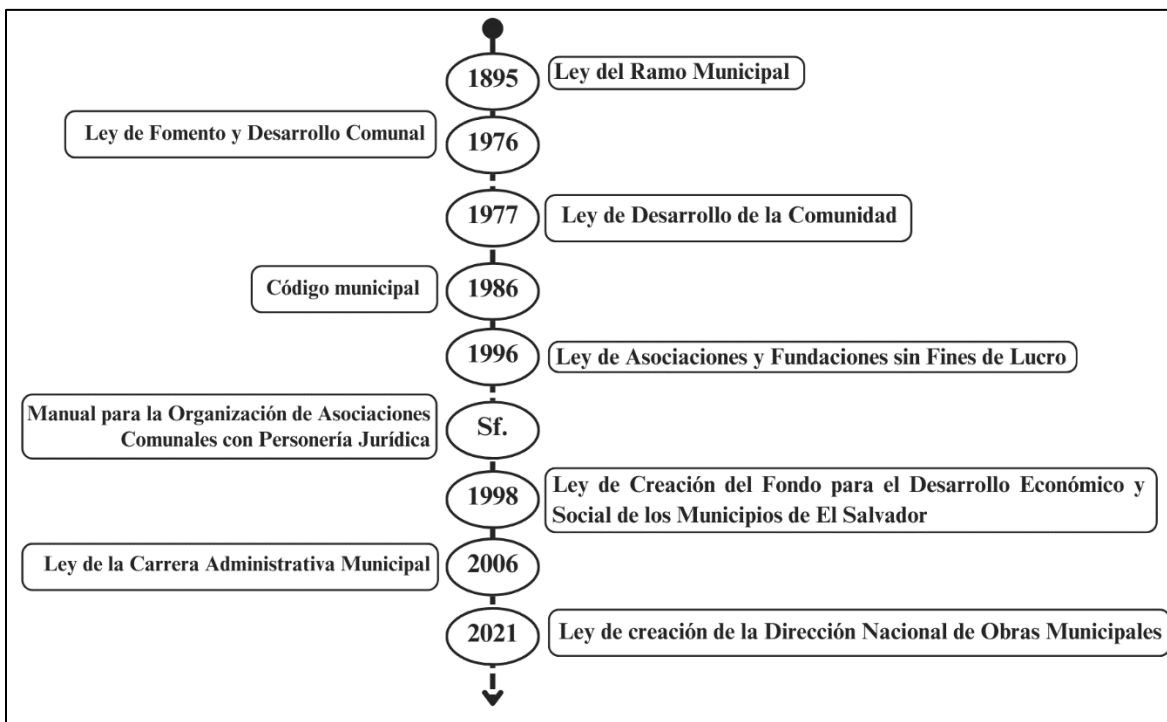 1895
Ley del Ramo Municipal
Ley de Fomento y Desarrollo Comunal
1976
1977
Ley de Desarrollo de la Comunidad
Código municipal
1986
1996
Ley de Asociaciones y Fundaciones sin Fines de Lucro
Manual para la Organización de Asociaciones
Comunales con Personería Jurídica
Sf.
1998
Ley de Creación del Fondo para el Desarrollo Económico y
Social de los Municipios de El Salvador
Ley de la Carrera Administrativa Municipal
2006
2021
Ley de creación de la Dirección Nacional de Obras Municipales